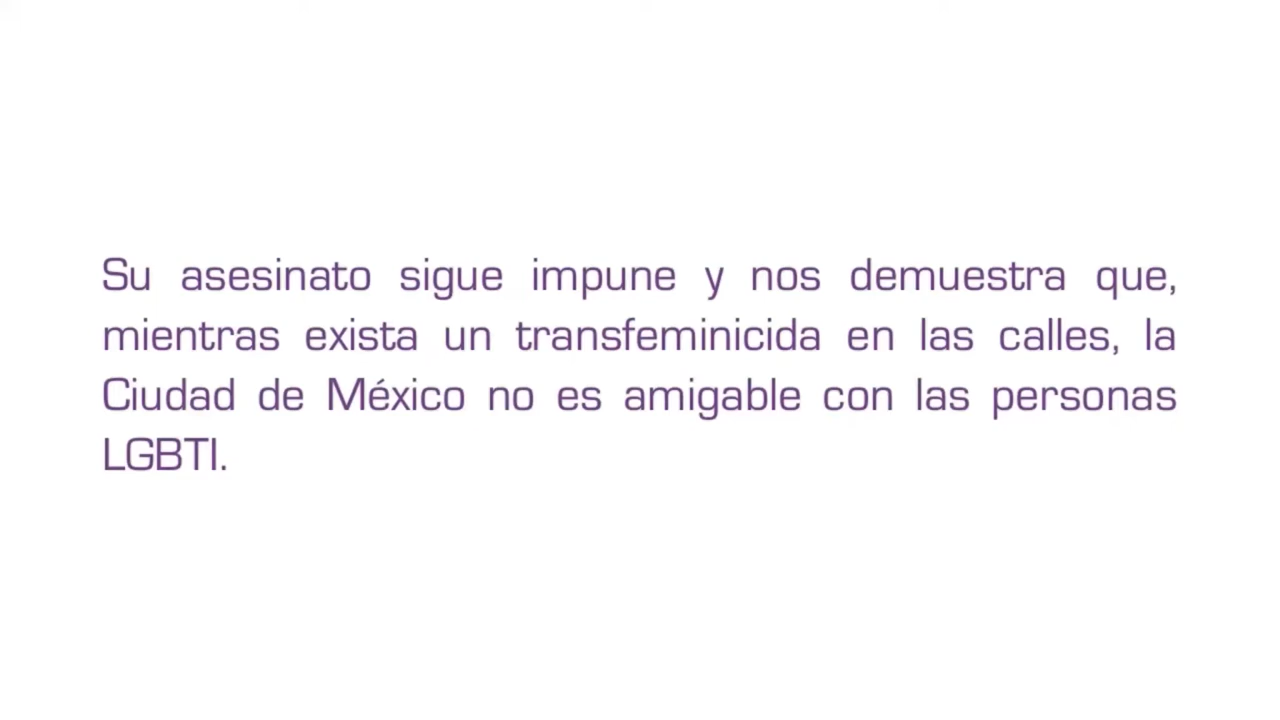 Su asesinato sigue impune y nos demuestra que,
mientras exista un transfeminicida en las calles, la
Ciudad de México no es amigable con las personas
LGBTI.